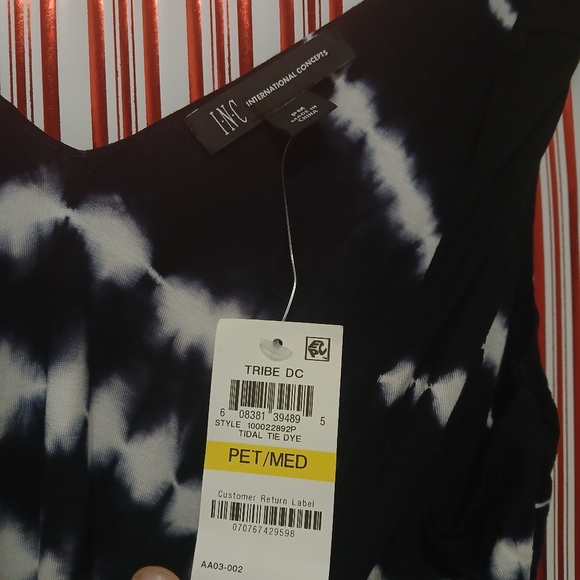 I.N.C INTERNATIONAL CONCEPTS
PM
MADE IN
CHINA
TRIBE DC
6 08381 39489 5
STYLE 100022892P
TIDAL TIE DYE
PET/MED
Customer Return Label
070767429598
AA03-002